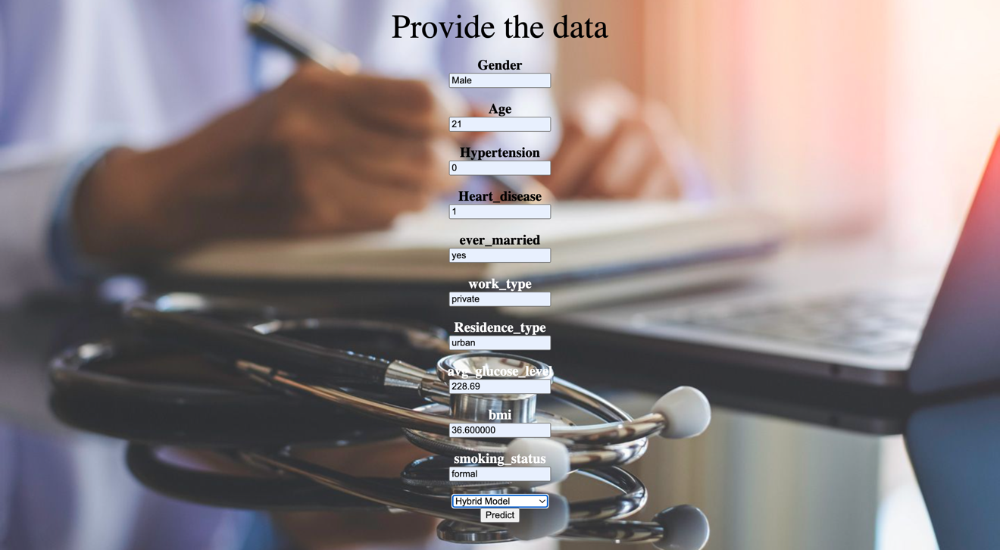 Provide the data
Gender
Male
Age
21
Hypertension
0
Heart_disease
1
ever_married
yes
work_type
private
Residence_type
urban
avg_glucose_level
228.69
bmi
36.600000
smoking_status
formal
Hybrid Model
Predict